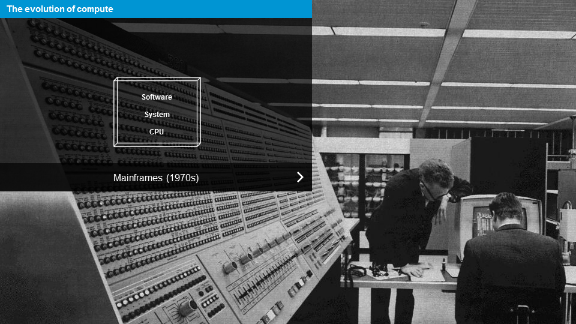 The evolution of compute
Software
System
CPU
Mainframes (1970s)